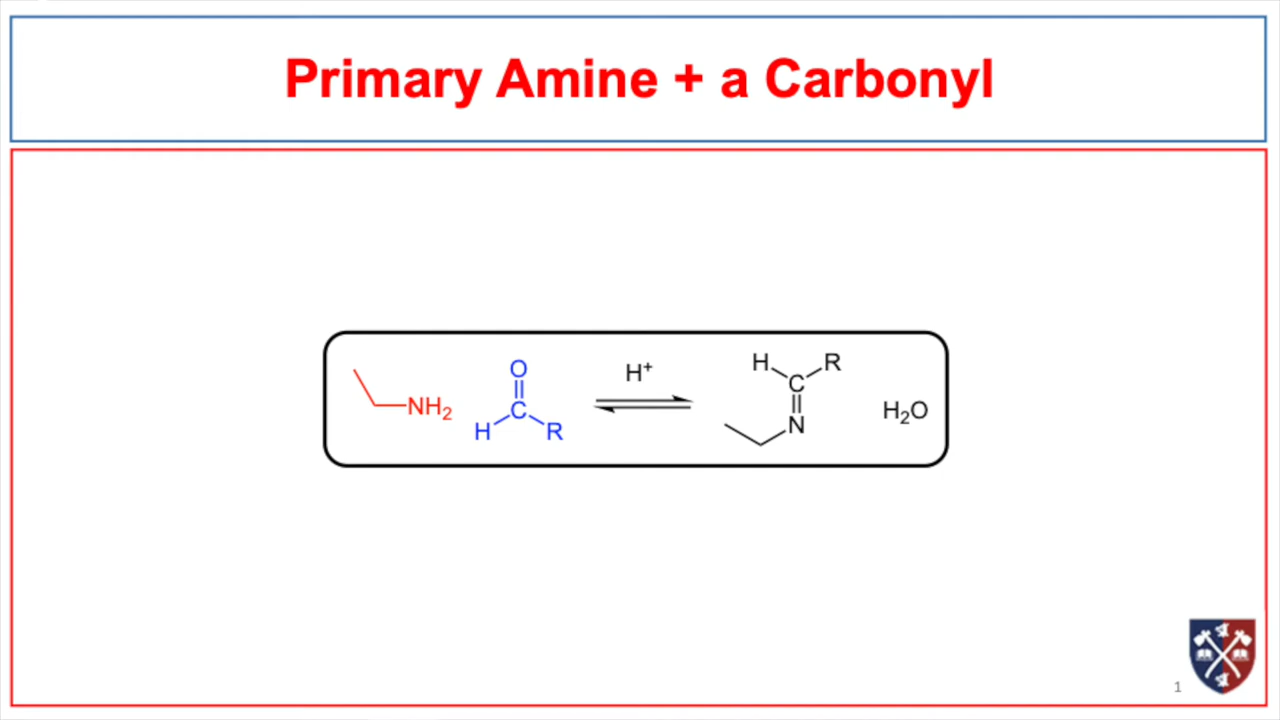 Primary Amine + a Carbonyl
NH₂
O
C
H
R
H⁺
H
R
C
N
H₂O
1